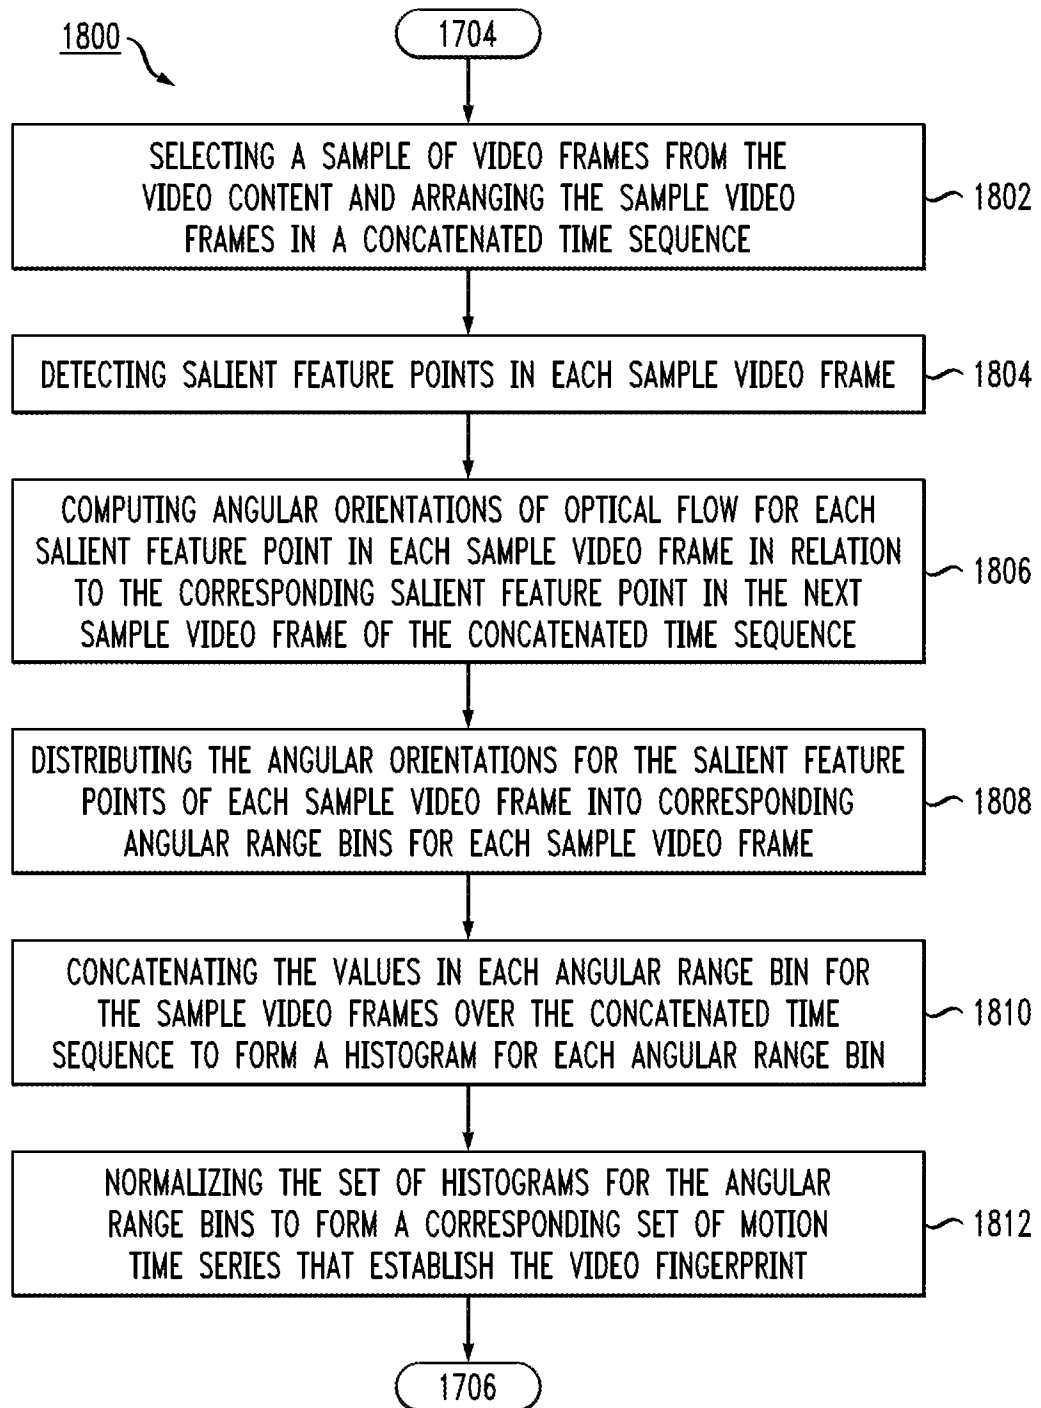 1800
1704
SELECTING A SAMPLE OF VIDEO FRAMES FROM THE
VIDEO CONTENT AND ARRANGING THE SAMPLE VIDEO
FRAMES IN A CONCATENATED TIME SEQUENCE
1802
DETECTING SALIENT FEATURE POINTS IN EACH SAMPLE VIDEO FRAME
1804
COMPUTING ANGULAR ORIENTATIONS OF OPTICAL FLOW FOR EACH
SALIENT FEATURE POINT IN EACH SAMPLE VIDEO FRAME IN RELATION
TO THE CORRESPONDING SALIENT FEATURE POINT IN THE NEXT
SAMPLE VIDEO FRAME OF THE CONCATENATED TIME SEQUENCE
1806
DISTRIBUTING THE ANGULAR ORIENTATIONS FOR THE SALIENT FEATURE
POINTS OF EACH SAMPLE VIDEO FRAME INTO CORRESPONDING
ANGULAR RANGE BINS FOR EACH SAMPLE VIDEO FRAME
1808
CONCATENATING THE VALUES IN EACH ANGULAR RANGE BIN FOR
THE SAMPLE VIDEO FRAMES OVER THE CONCATENATED TIME
SEQUENCE TO FORM A HISTOGRAM FOR EACH ANGULAR RANGE BIN
1810
NORMALIZING THE SET OF HISTOGRAMS FOR THE ANGULAR
RANGE BINS TO FORM A CORRESPONDING SET OF MOTION
TIME SERIES THAT ESTABLISH THE VIDEO FINGERPRINT
1812
1706